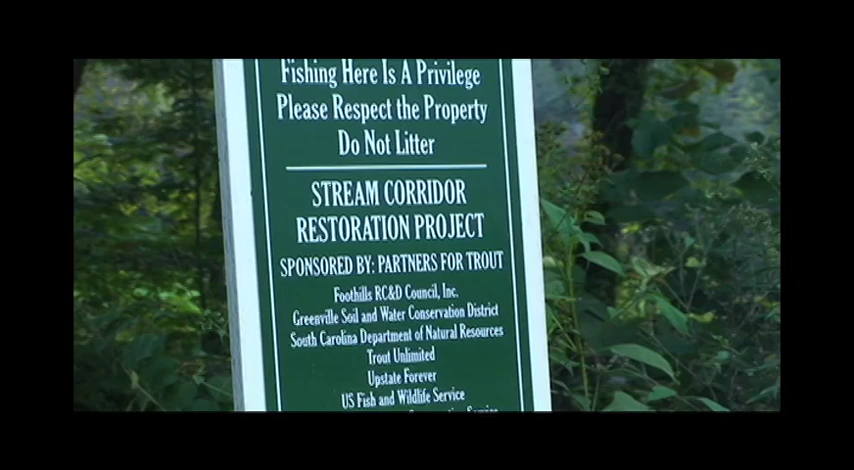 Fishing Here Is A Privilege
Please Respect the Property
Do Not Litter
STREAM CORRIDOR
RESTORATION PROJECT
SPONSORED BY: PARTNERS FOR TROUT
Foothills RC&D Council, Inc.
Greenville Soil and Water Conservation District
South Carolina Department of Natural Resources
Trout Unlimited
Upstate Forever
US Fish and Wildlife Service